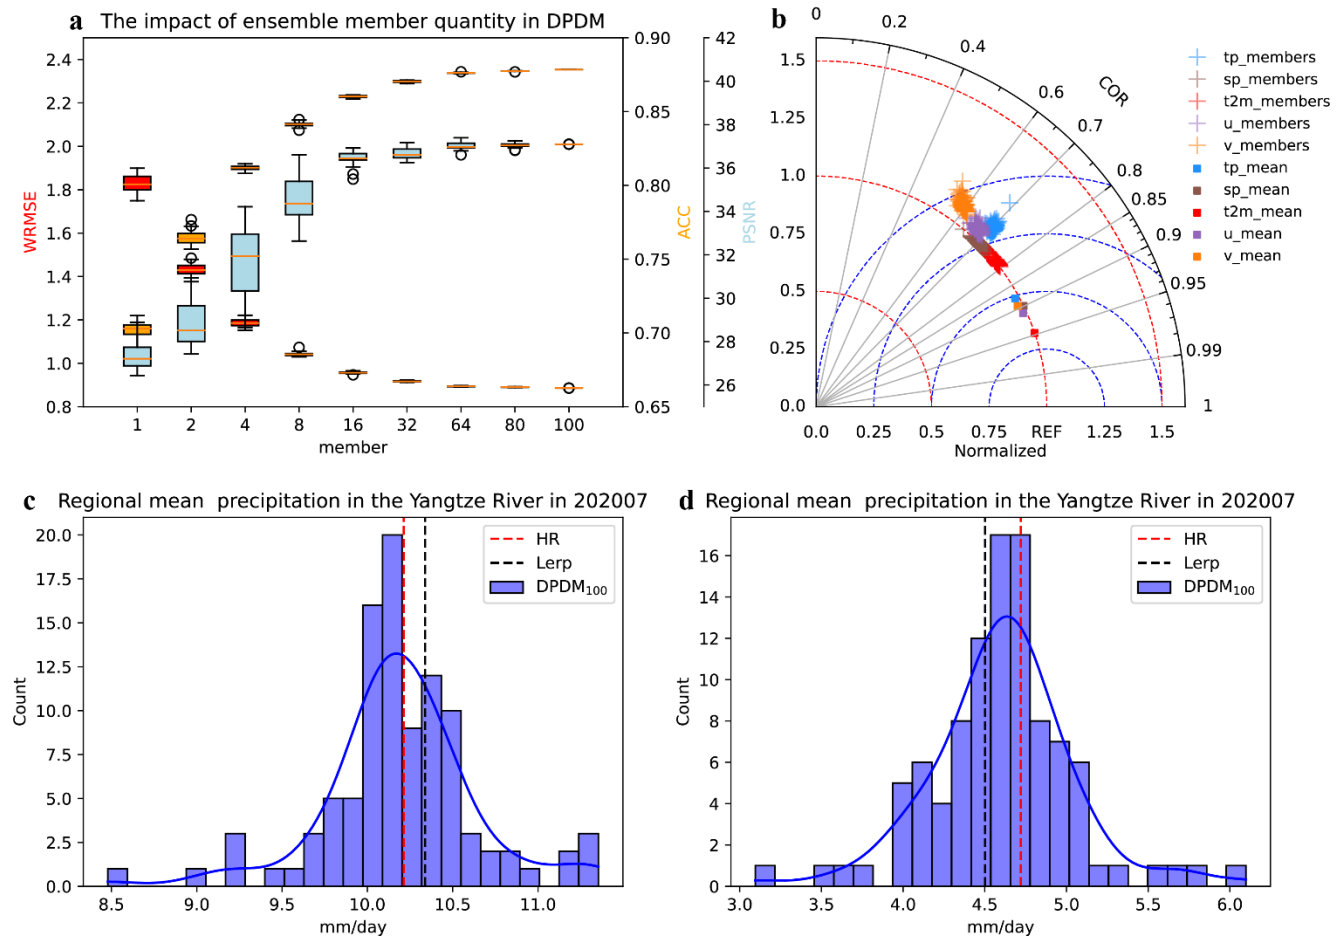 a The impact of ensemble member quantity in DPDM
2.4
2.2
2.0
1.8
1.6
1.4
1.2
1.0
0.8
WRMSE
1 2 4 8 16 32 64 80 100
member
0.90
0.85
0.80
0.75
0.70
0.65
ACC
42
40
38
36
34
32
30
28
26
PSNR
b
0 0.2 0.4 0.6 0.7 0.8 0.85 0.9 0.95 0.99 1
COR
1.5
1.25
1.0
0.75
0.5
0.25
0.0
0.0 0.25 0.5 0.75 REF 1.25 1.5
Normalized
tp_members
sp_members
t2m_members
u_members
v_members
tp_mean
sp_mean
t2m_mean
u_mean
v_mean
c Regional mean precipitation in the Yangtze River in 202007
20.0
17.5
15.0
12.5
10.0
7.5
5.0
2.5
0.0
Count
8.5 9.0 9.5 10.0 10.5 11.0
mm/day
HR
Lerp
DPDM₁₀₀
d Regional mean precipitation in the Yangtze River in 202007
16
14
12
10
8
6
4
2
0
Count
3.0 3.5 4.0 4.5 5.0 5.5 6.0
mm/day
HR
Lerp
DPDM₁₀₀